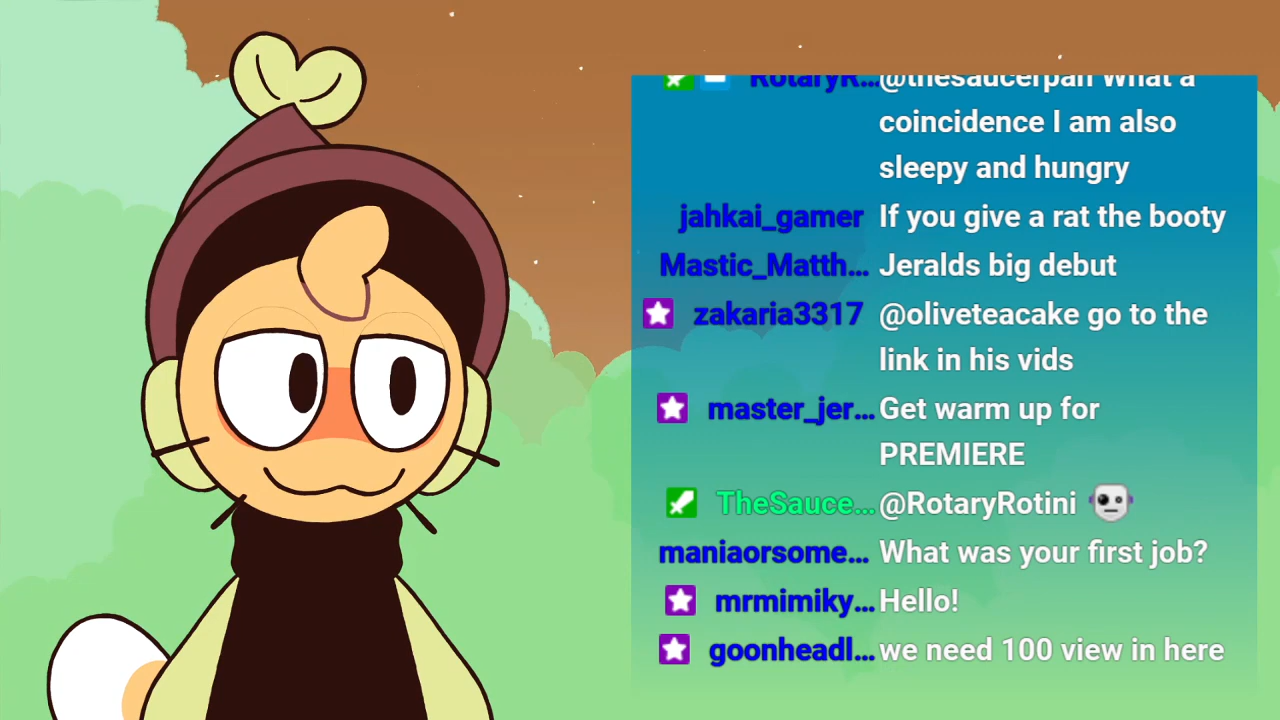 RotaryR... @thesaucerpan What a
coincidence I am also
sleepy and hungry
jahkai_gamer If you give a rat the booty
Mastic_Matth... Jeralds big debut
zakaria3317 @oliveteacake go to the
link in his vids
master_jer... Get warm up for
PREMIERE
TheSauce... @RotaryRotini
maniaorsome... What was your first job?
mrmimiky... Hello!
goonheadl... we need 100 view in here